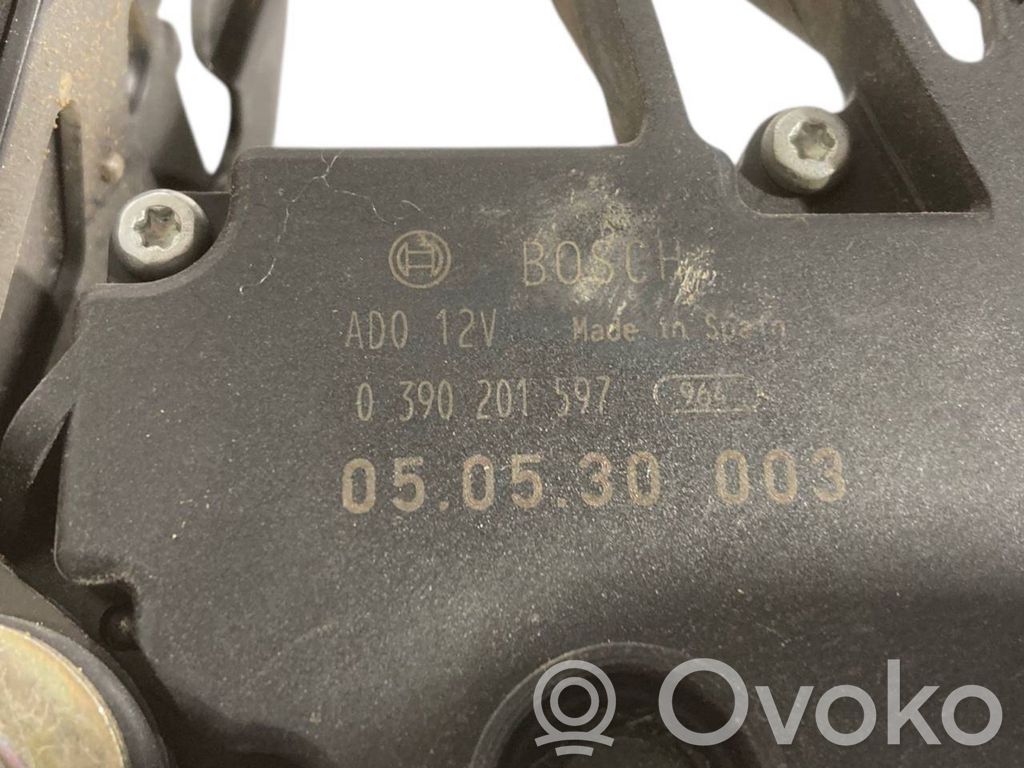 BOSCH
ADO 12V Made in Spain
0 390 201 597 964
05.05.30 003
Ovoko